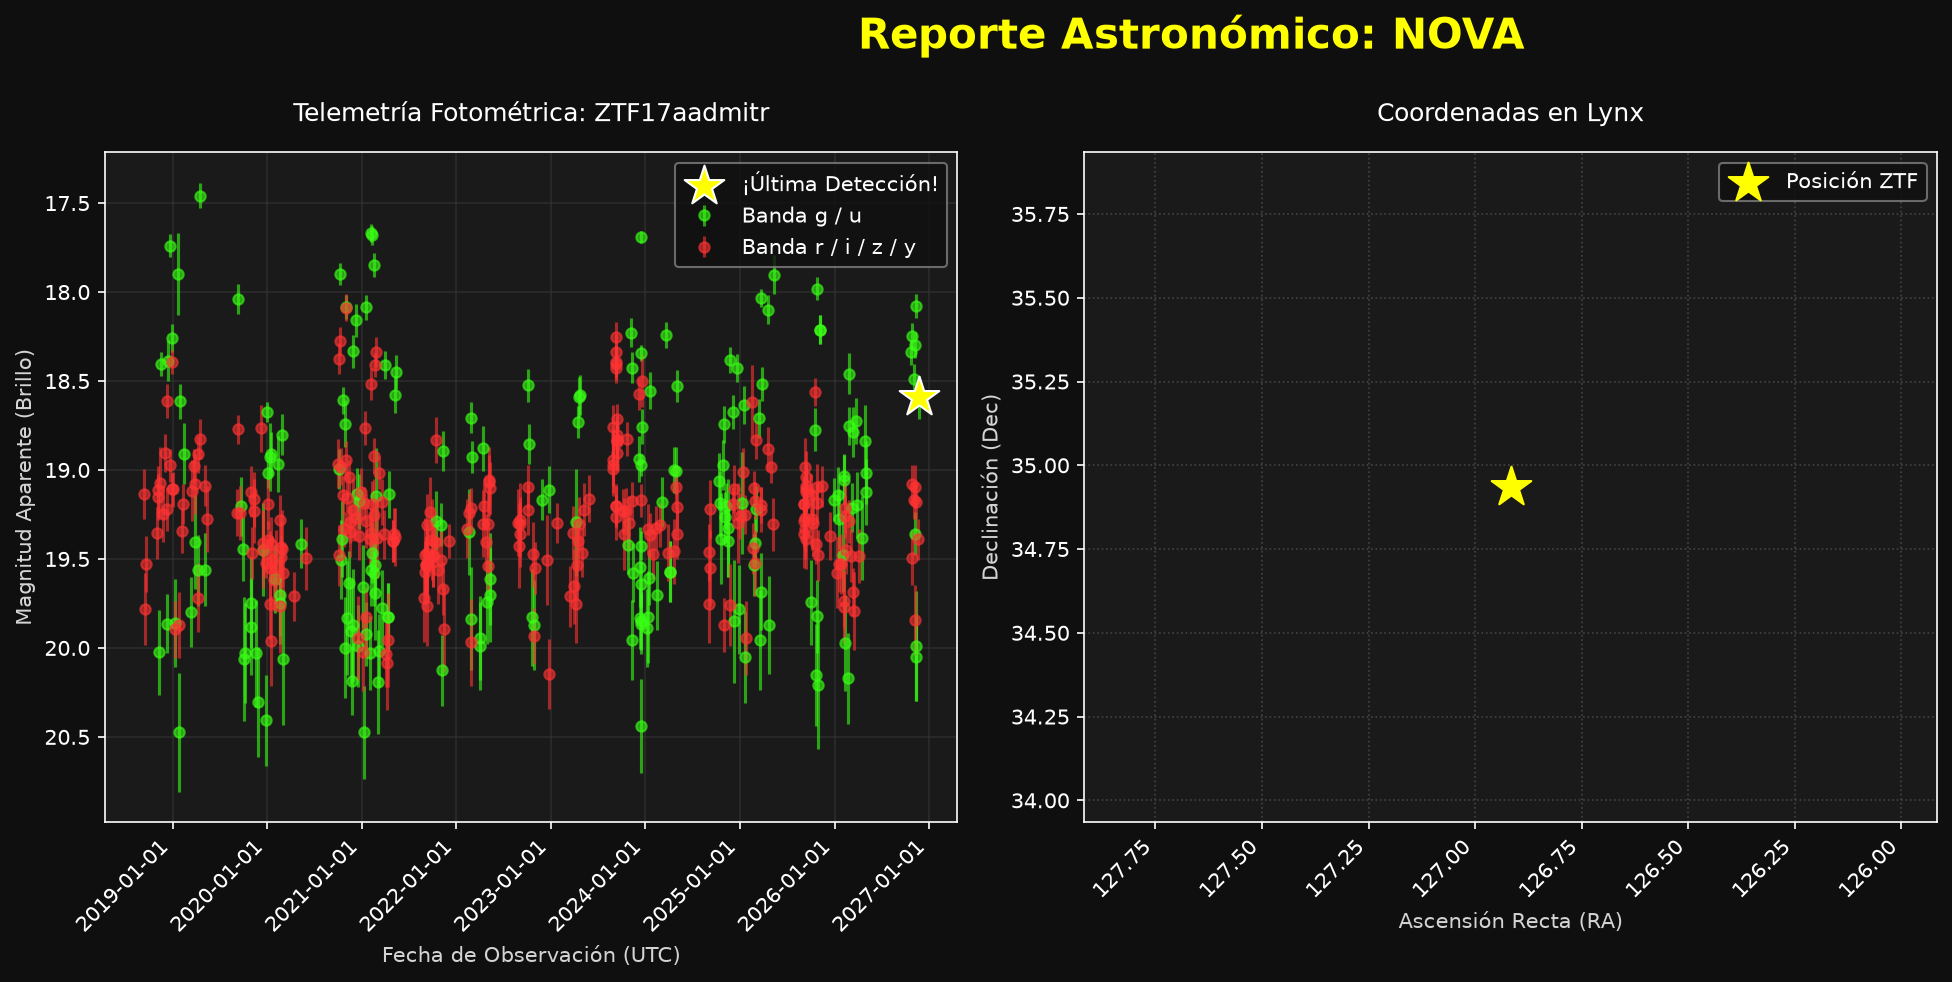 Reporte Astronómico: NOVA
Telemetría Fotométrica: ZTF17aadmitr
¡Última Detección!
Banda g / u
Banda r / i / z / y
Magnitud Aparente (Brillo)
17.5
18.0
18.5
19.0
19.5
20.0
20.5
2019-01-01
2020-01-01
2021-01-01
2022-01-01
2023-01-01
2024-01-01
2025-01-01
2026-01-01
2027-01-01
Fecha de Observación (UTC)
Coordenadas en Lynx
Posición ZTF
Declinación (Dec)
35.75
35.50
35.25
35.00
34.75
34.50
34.25
34.00
127.75
127.50
127.25
127.00
126.75
126.50
126.25
126.00
Ascensión Recta (RA)